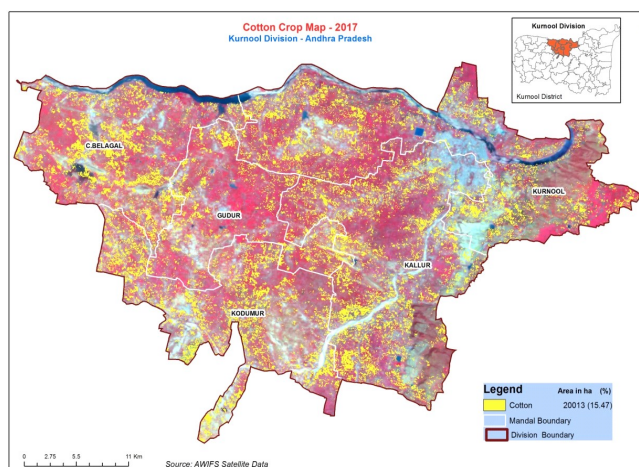 Cotton Crop Map - 2017
Kurnool Division - Andhra Pradesh
Kurnool Division
Kurnool District
C.BELAGAL
KURNOOL
GUDUR
KALLUR
KODUMUR
Legend Area in ha (%)
Cotton 20013 (15.47)
Mandal Boundary
Division Boundary
0 2.75 5.5 11 Km
Source: AWIFS Satellite Data